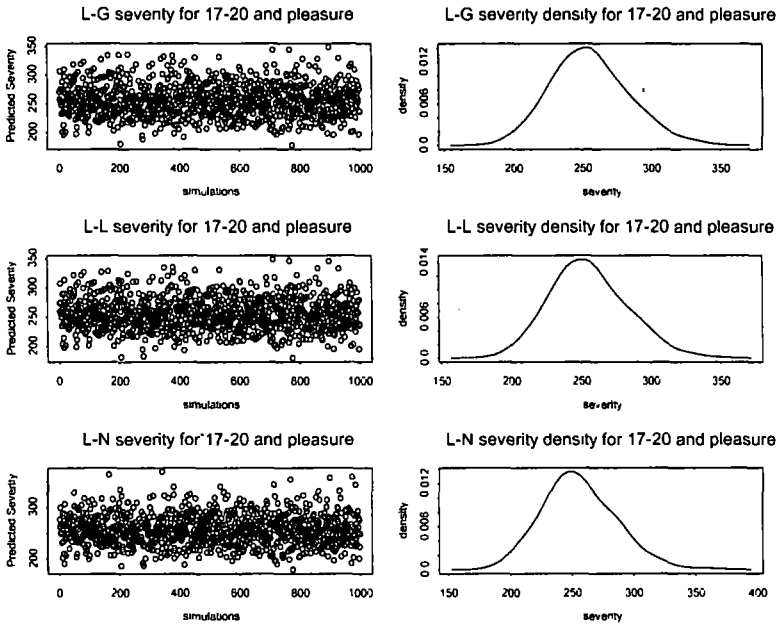 L-G severity for 17-20 and pleasure
Predicted Severity
350
300
250
200
0 200 400 600 800 1000
simulations
L-G severity density for 17-20 and pleasure
density
0.012
0.006
0.0
150 200 250 300 350
severity
L-L severity for 17-20 and pleasure
Predicted Severity
350
300
250
200
0 200 400 600 800 1000
simulations
L-L severity density for 17-20 and pleasure
density
0.014
0.006
0.0
150 200 250 300 350
severity
L-N severity for 17-20 and pleasure
Predicted Severity
300
200
0 200 400 600 800 1000
simulations
L-N severity density for 17-20 and pleasure
density
0.012
0.006
0.0
150 200 250 300 350 400
severity